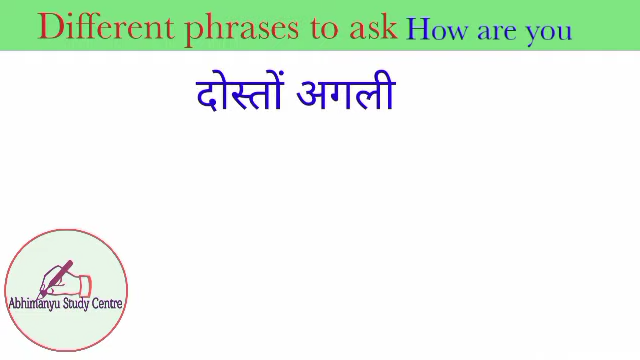 Different phrases to ask How are you
दोस्तों अगली
Abhimanyu Study Centre